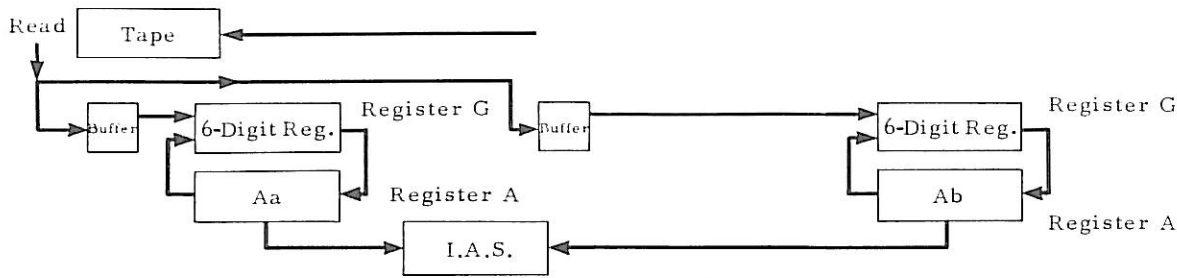 Read
Tape
Buffer
6-Digit Reg.
Register G
Buffer
6-Digit Reg.
Register G
Aa
Register A
Ab
Register A
I.A.S.